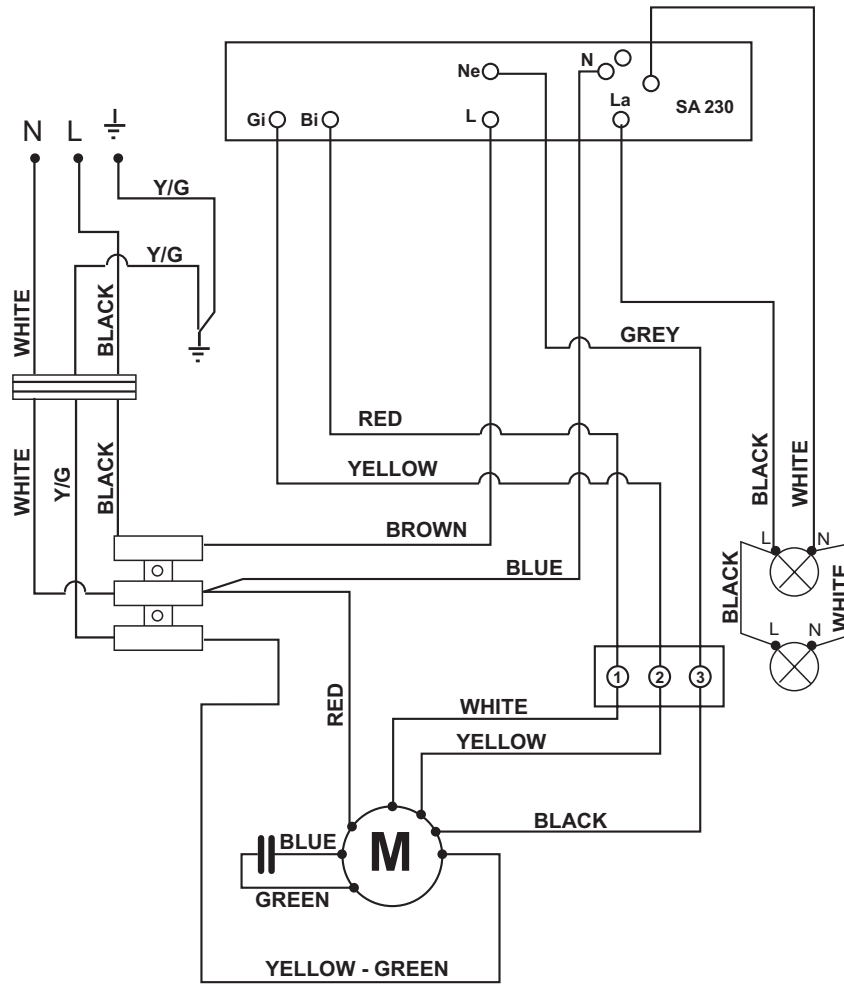 N
Ne
La
SA 230
Gi
Bi
L
N
L
Y/G
Y/G
WHITE
BLACK
GREY
RED
YELLOW
WHITE
Y/G
BLACK
BLACK
WHITE
BROWN
BLUE
L
N
BLACK
WHITE
L
N
1
2
3
RED
WHITE
YELLOW
BLACK
M
BLUE
GREEN
YELLOW - GREEN